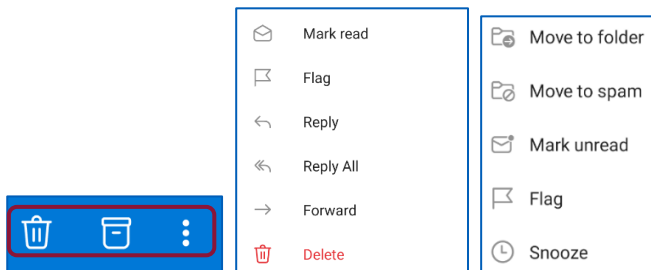 Mark read
Flag
Reply
Reply All
Forward
Delete
Move to folder
Move to spam
Mark unread
Flag
Snooze